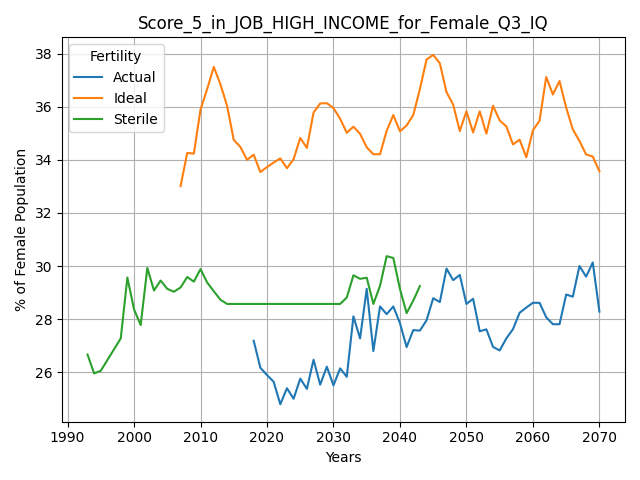 Score_5_in_JOB_HIGH_INCOME_for_Female_Q3_IQ
Fertility
Actual
Ideal
Sterile
% of Female Population
38
36
34
32
30
28
26
1990 2000 2010 2020 2030 2040 2050 2060 2070
Years